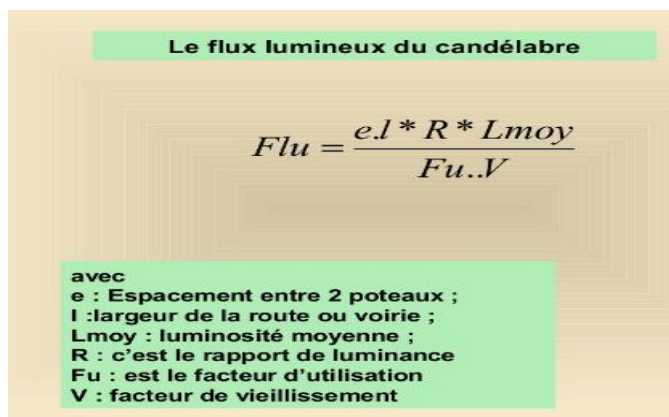 Le flux lumineux du candélabre
Flu = \frac{e.l * R * Lmoy}{Fu..V}
avec
e : Espacement entre 2 poteaux ;
l :largeur de la route ou voirie ;
Lmoy : luminosité moyenne ;
R : c'est le rapport de luminance
Fu : est le facteur d'utilisation
V : facteur de vieillissement